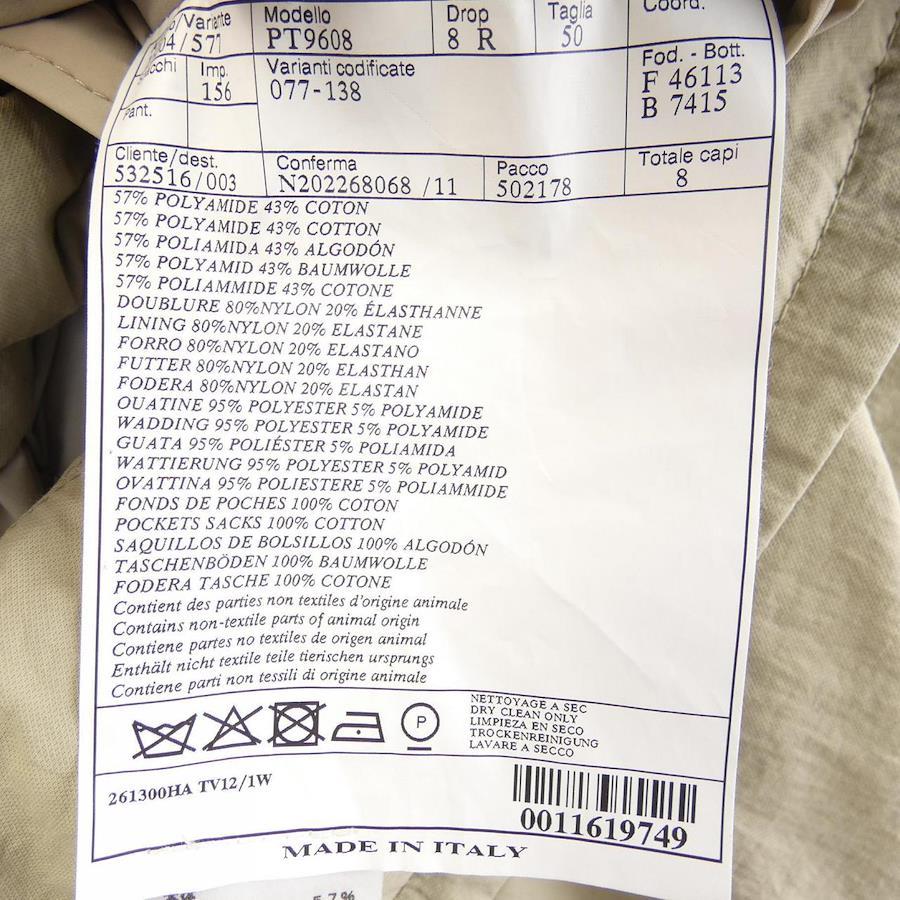 /Variante Modello Drop Taglia Coord.
04/571 PT9608 8 R 50
Imp. Varianti codificate Fod. - Bott.
156 077-138 F 46113
B 7415
Pant.
Cliente/dest. Conferma Pacco Totale capi
532516/003 N202268068 /11 502178 8
57% POLYAMIDE 43% COTON
57% POLYAMIDE 43% COTTON
57% POLIAMIDA 43% ALGODÓN
57% POLYAMID 43% BAUMWOLLE
57% POLIAMMIDE 43% COTONE
DOUBLURE 80%NYLON 20% ÉLASTHANNE
LINING 80%NYLON 20% ELASTANE
FORRO 80%NYLON 20% ELASTANO
FUTTER 80%NYLON 20% ELASTHAN
FODERA 80%NYLON 20% ELASTAN
OUATINE 95% POLYESTER 5% POLYAMIDE
WADDING 95% POLYESTER 5% POLYAMIDE
GUATA 95% POLIÉSTER 5% POLIAMIDA
WATTIERUNG 95% POLYESTER 5% POLYAMID
OVATTINA 95% POLIESTERE 5% POLIAMMIDE
FONDS DE POCHES 100% COTON
POCKETS SACKS 100% COTTON
SAQUILLOS DE BOLSILLOS 100% ALGODÓN
TASCHENBÖDEN 100% BAUMWOLLE
FODERA TASCHE 100% COTONE
Contient des parties non textiles d'origine animale
Contains non-textile parts of animal origin
Contiene partes no textiles de origen animal
Enthält nicht textile teile tierischen ursprungs
Contiene parti non tessili di origine animale
P
NETTOYAGE A SEC
DRY CLEAN ONLY
LIMPIEZA EN SECO
TROCKENREINIGUNG
LAVARE A SECCO
261300HA TV12/1W
0011619749
MADE IN ITALY